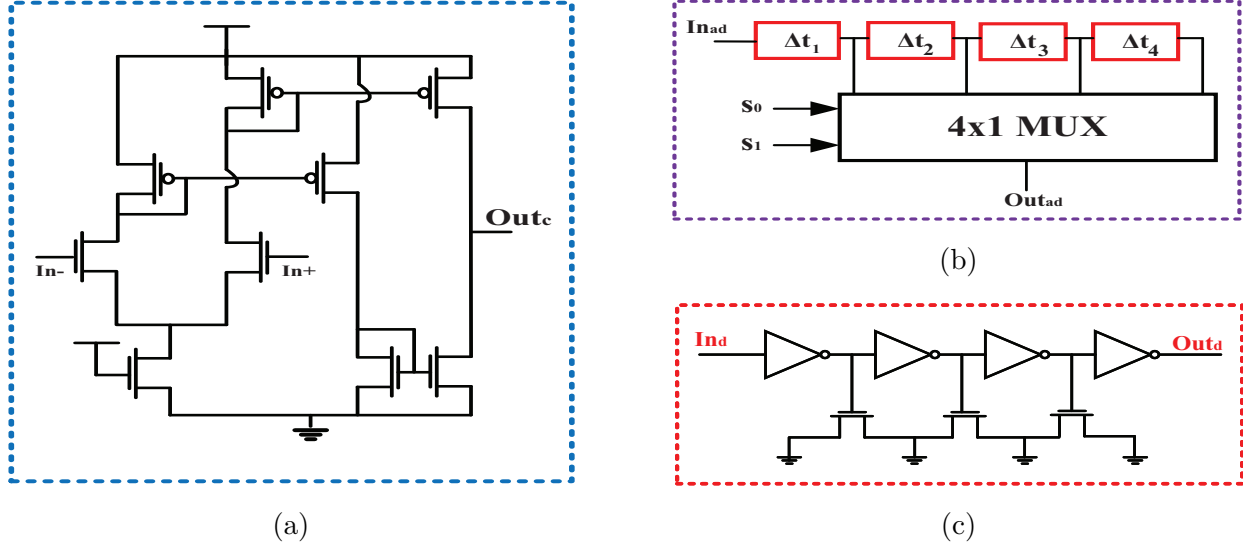 Outc
In-
In+
(a)
Inad
Δt1
Δt2
Δt3
Δt4
s0
s1
4x1 MUX
Outad
(b)
Ind
Outd
(c)